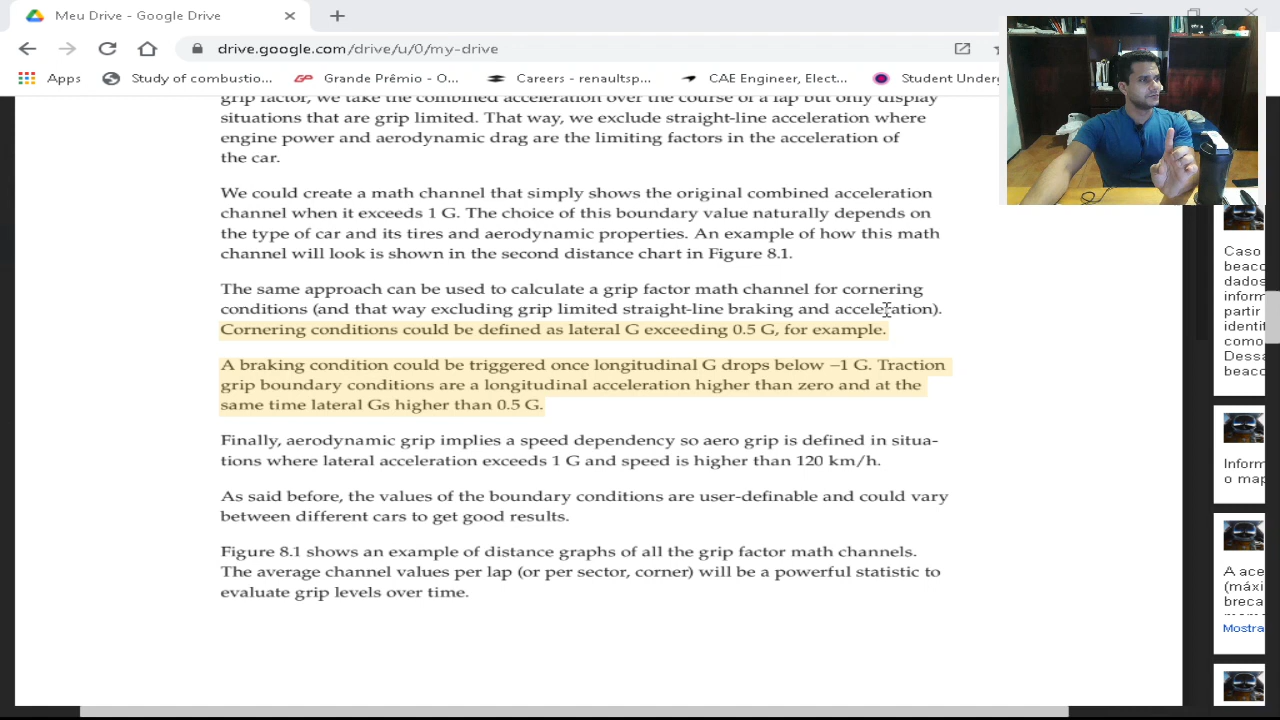 Meu Drive - Google Drive
drive.google.com/drive/u/0/my-drive
Apps
Study of combustio...
GP
Grande Prêmio - O...
Careers - renaultsp...
CAE Engineer, Elect...
Student Underg
grip factor, we take the combined acceleration over the course of a lap but only display
situations that are grip limited. That way, we exclude straight-line acceleration where
engine power and aerodynamic drag are the limiting factors in the acceleration of
the car.
We could create a math channel that simply shows the original combined acceleration
channel when it exceeds 1 G. The choice of this boundary value naturally depends on
the type of car and its tires and aerodynamic properties. An example of how this math
channel will look is shown in the second distance chart in Figure 8.1.
The same approach can be used to calculate a grip factor math channel for cornering
conditions (and that way excluding grip limited straight-line braking and acceleration).
Cornering conditions could be defined as lateral G exceeding 0.5 G, for example.
A braking condition could be triggered once longitudinal G drops below −1 G. Traction
grip boundary conditions are a longitudinal acceleration higher than zero and at the
same time lateral Gs higher than 0.5 G.
Finally, aerodynamic grip implies a speed dependency so aero grip is defined in situa-
tions where lateral acceleration exceeds 1 G and speed is higher than 120 km/h.
As said before, the values of the boundary conditions are user-definable and could vary
between different cars to get good results.
Figure 8.1 shows an example of distance graphs of all the grip factor math channels.
The average channel values per lap (or per sector, corner) will be a powerful statistic to
evaluate grip levels over time.
Caso
beaco
dados
inform
partir
identif
como
Dessa
beaco
Inform
o map
A ace
(máxi
breca
Mostra